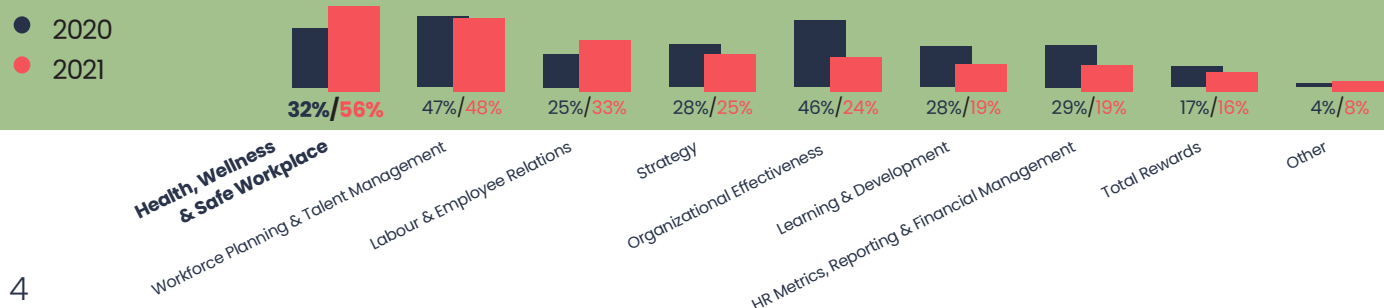 2020
2021
32%/56%
47%/48%
25%/33%
28%/25%
46%/24%
28%/19%
29%/19%
17%/16%
4%/8%
Health, Wellness
& Safe Workplace
Workforce Planning & Talent Management
Labour & Employee Relations
Strategy
Organizational Effectiveness
Learning & Development
HR Metrics, Reporting & Financial Management
Total Rewards
Other
4